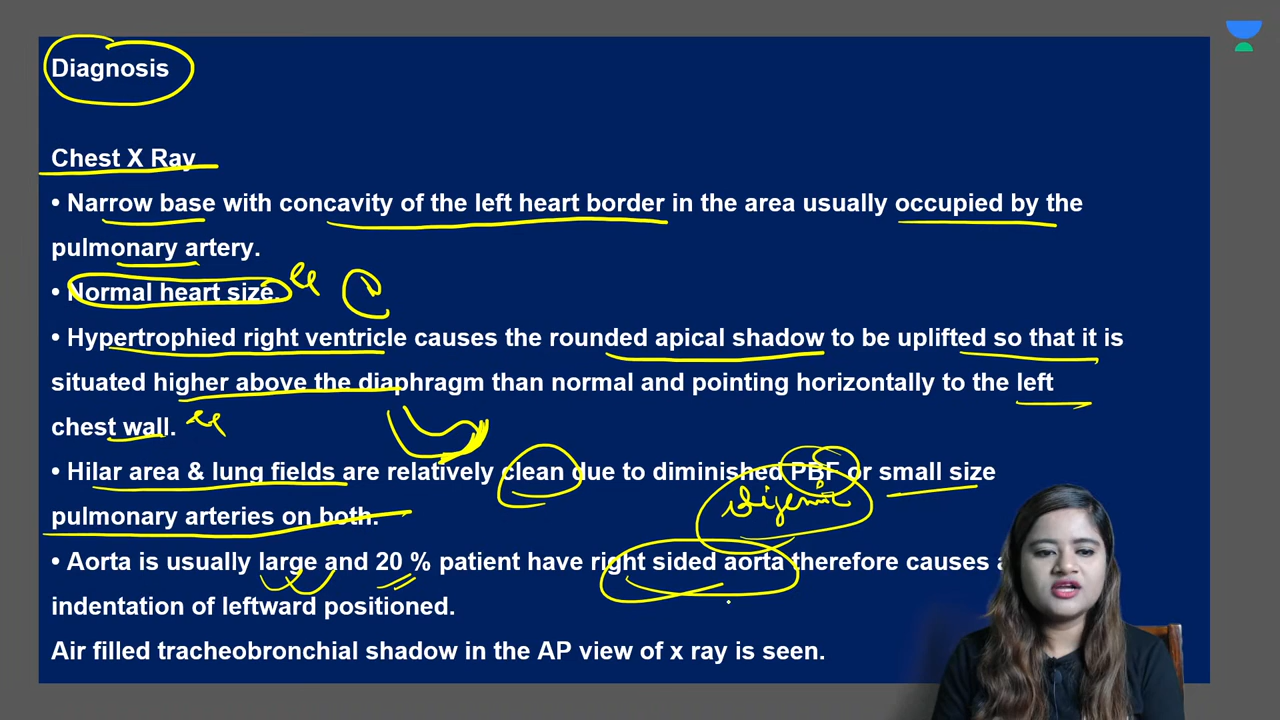 Diagnosis
Chest X Ray
• Narrow base with concavity of the left heart border in the area usually occupied by the
pulmonary artery.
• Normal heart size.
• Hypertrophied right ventricle causes the rounded apical shadow to be uplifted so that it is
situated higher above the diaphragm than normal and pointing horizontally to the left
chest wall.
• Hilar area & lung fields are relatively clean due to diminished PBF or small size
pulmonary arteries on both.
• Aorta is usually large and 20 % patient have right sided aorta therefore causes
indentation of leftward positioned.
Air filled tracheobronchial shadow in the AP view of x ray is seen.